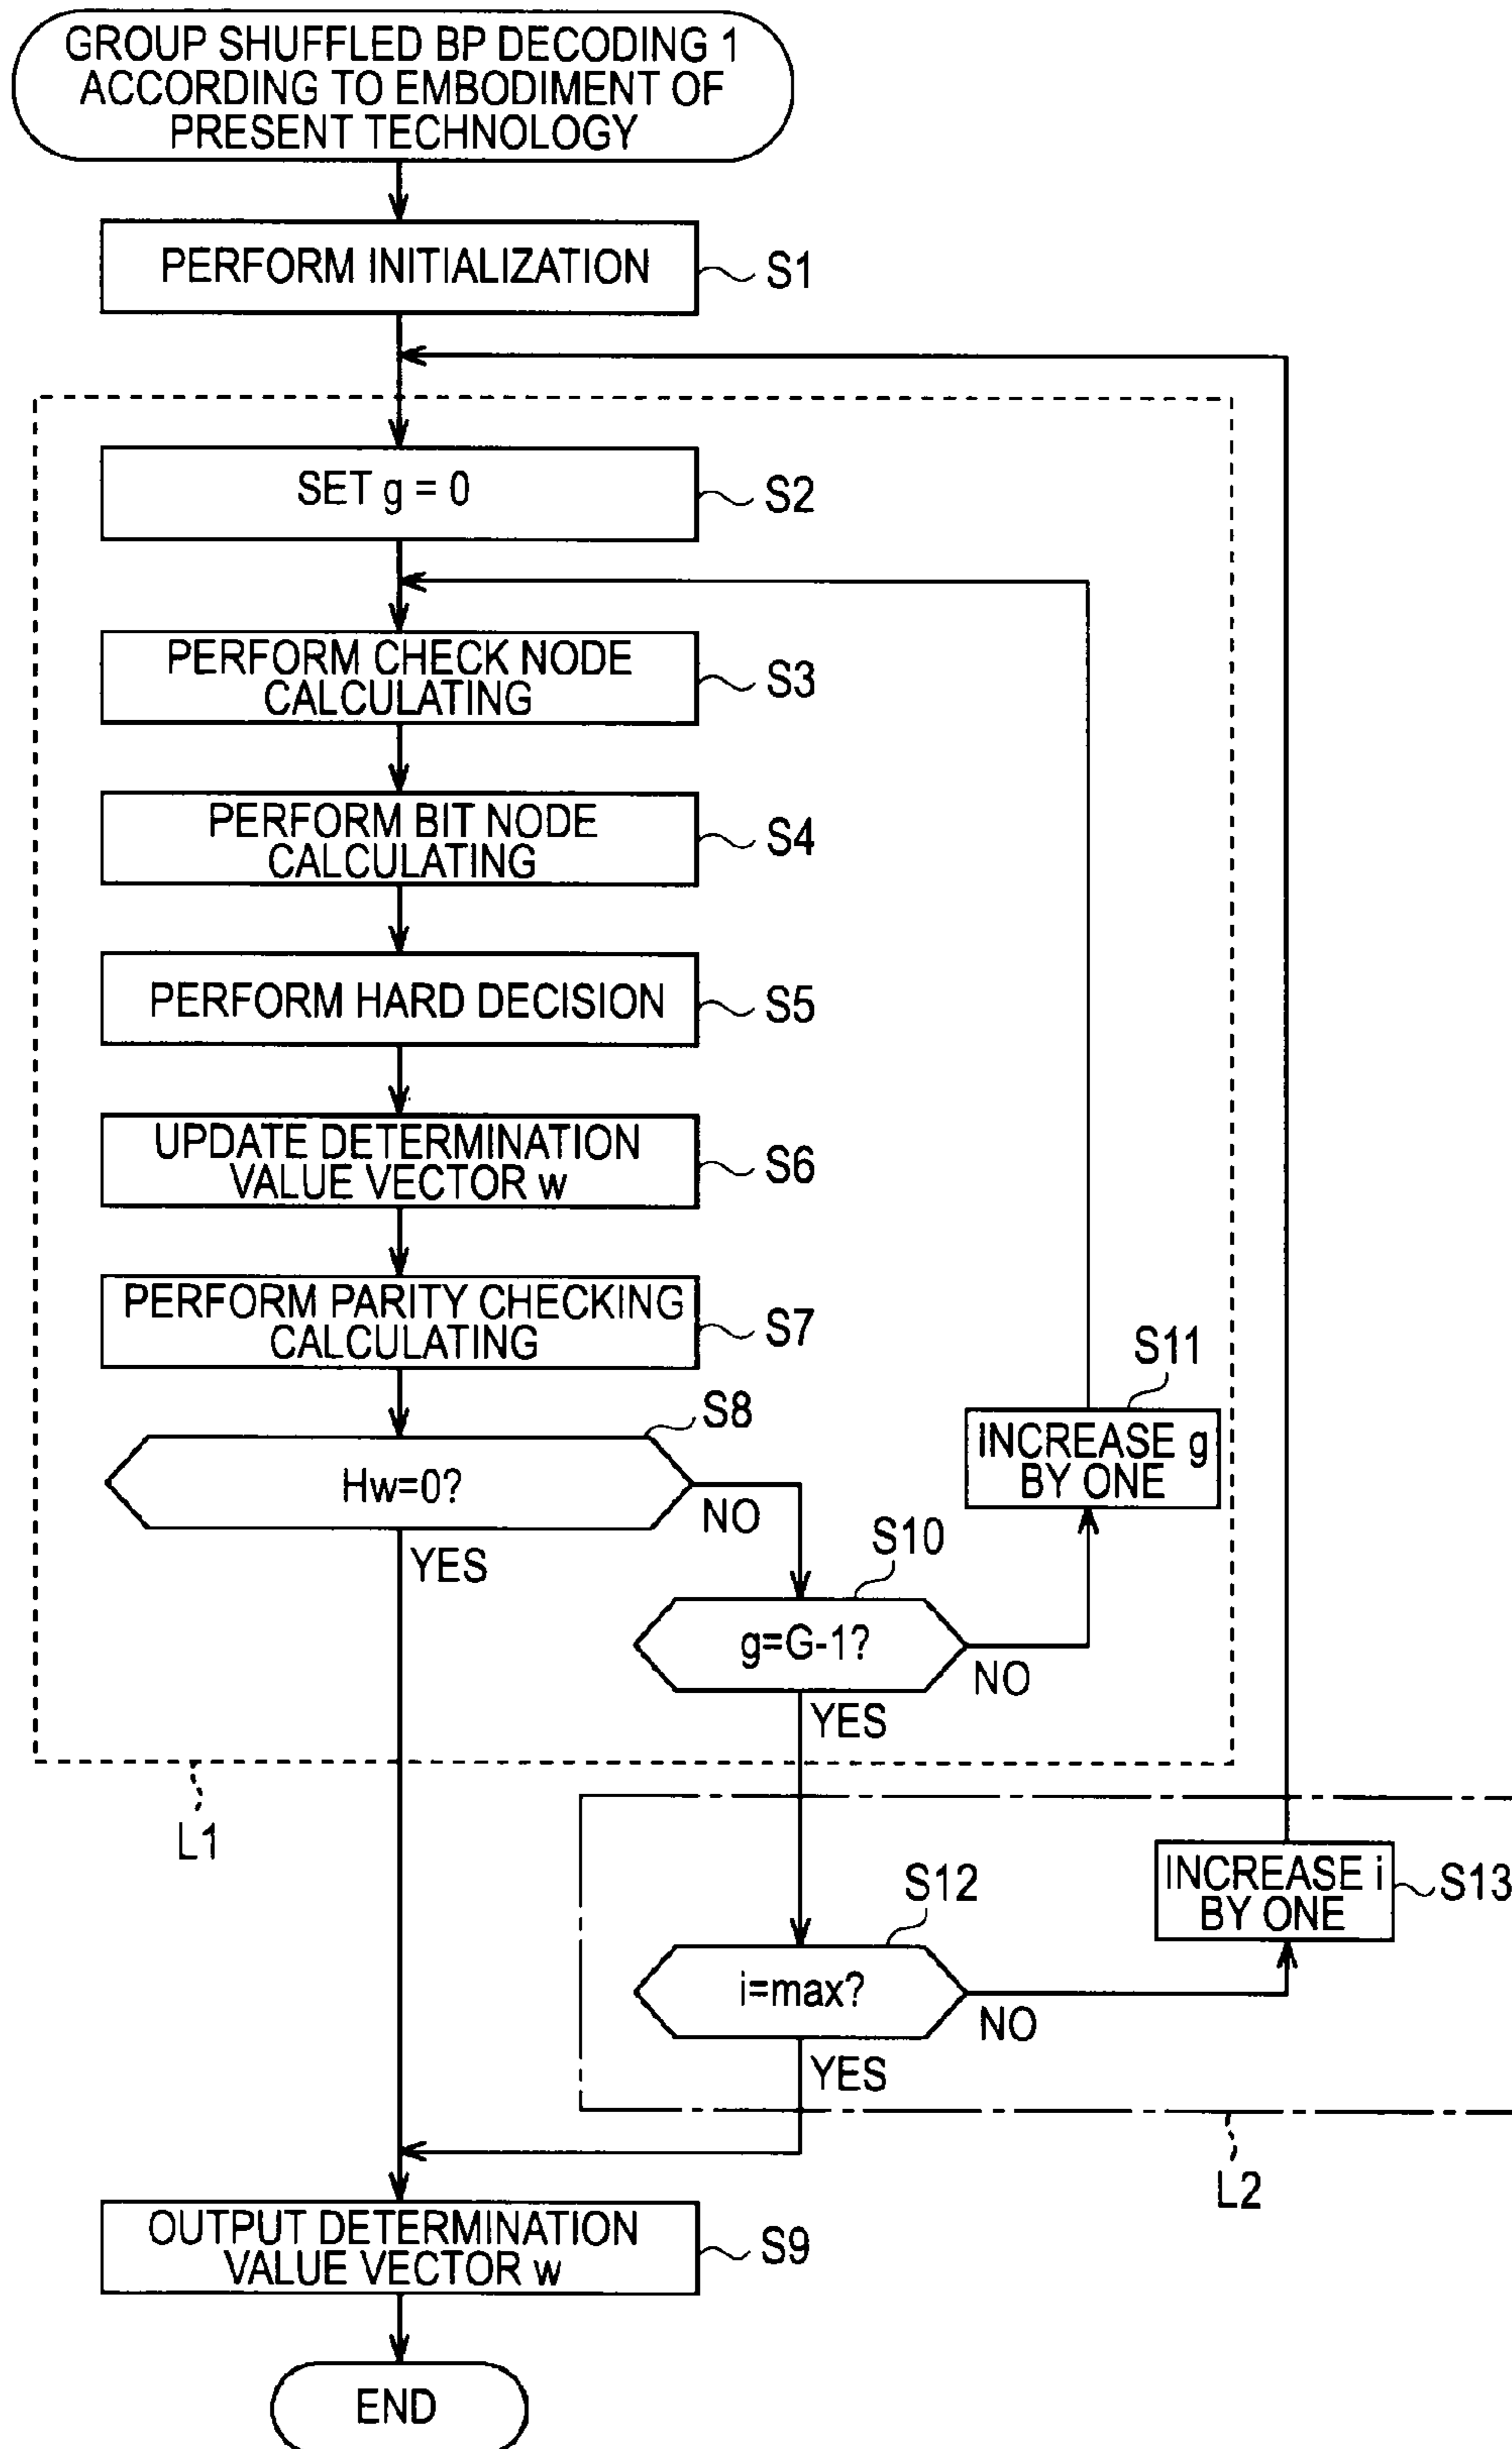 GROUP SHUFFLED BP DECODING 1
ACCORDING TO EMBODIMENT OF
PRESENT TECHNOLOGY
PERFORM INITIALIZATION
S1
SET g = 0
S2
PERFORM CHECK NODE
CALCULATING
S3
PERFORM BIT NODE
CALCULATING
S4
PERFORM HARD DECISION
S5
UPDATE DETERMINATION
VALUE VECTOR w
S6
PERFORM PARITY CHECKING
CALCULATING
S7
S8
Hw=0?
NO
YES
S11
INCREASE g
BY ONE
S10
g=G-1?
NO
YES
L1
S12
INCREASE i
BY ONE
S13
i=max?
NO
YES
L2
OUTPUT DETERMINATION
VALUE VECTOR w
S9
END